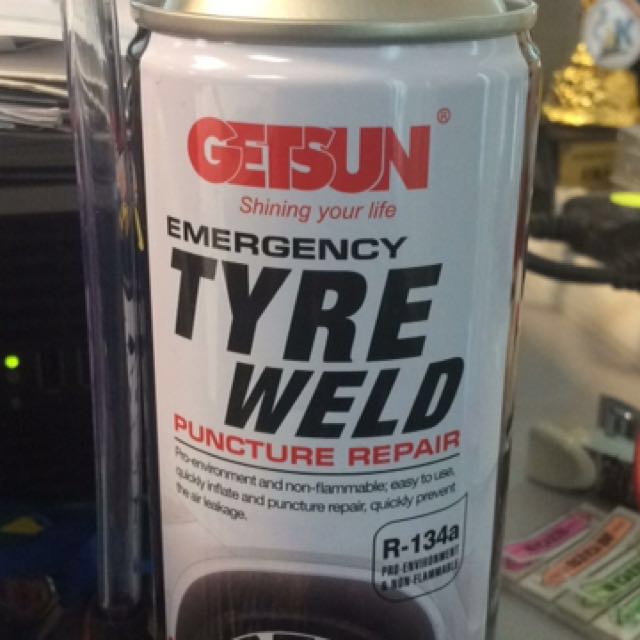 GETSUN®
Shining your life
EMERGENCY
TYRE
WELD
PUNCTURE REPAIR
Pro-environment and non-flammable; easy to use,
quickly inflate and puncture repair, quickly prevent
the air leakage.
R-134a
PRO-ENVIRONMENT
& NON-FLAMMABLE